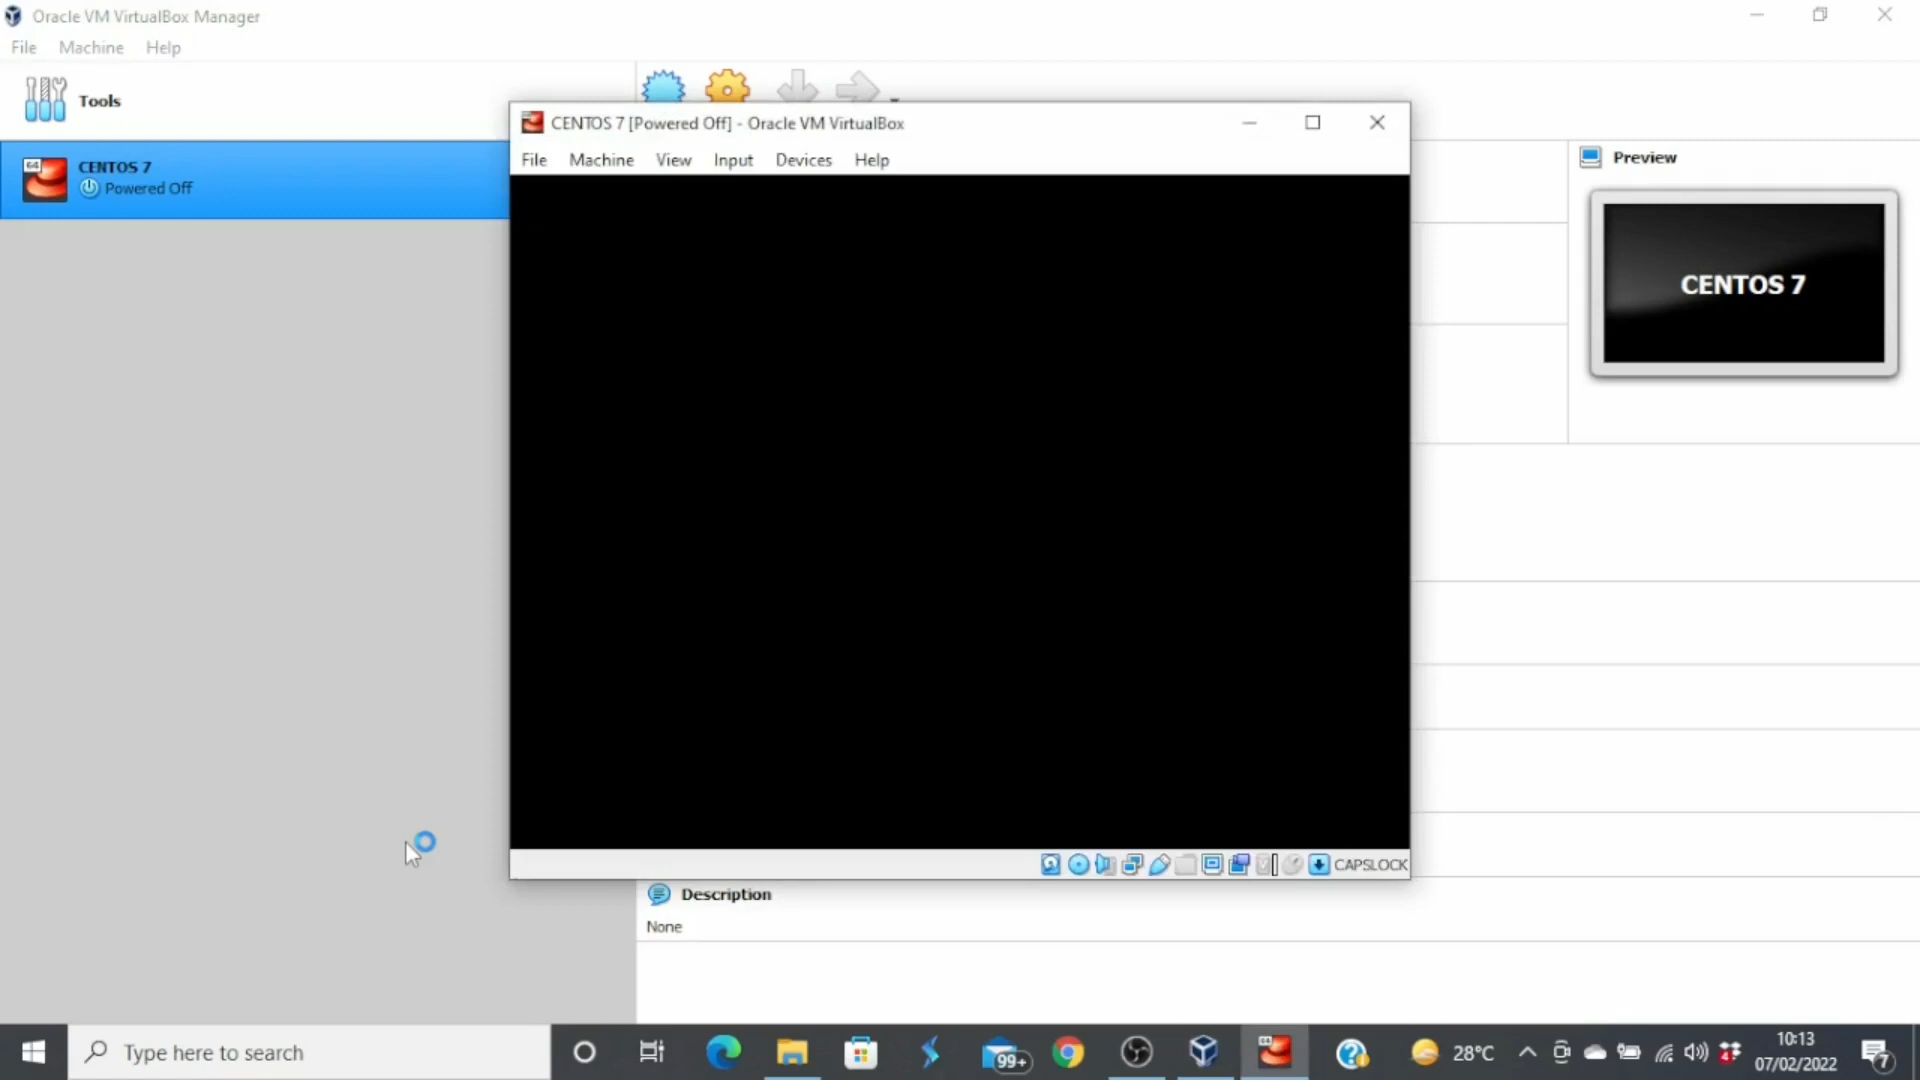 Oracle VM VirtualBox Manager
File Machine Help
Tools
CENTOS 7 [Powered Off] - Oracle VM VirtualBox
File Machine View Input Devices Help
64
CENTOS 7
Powered Off
Preview
CENTOS 7
CAPSLOCK
Description
None
Type here to search
99+
28°C
10:13
07/02/2022
7